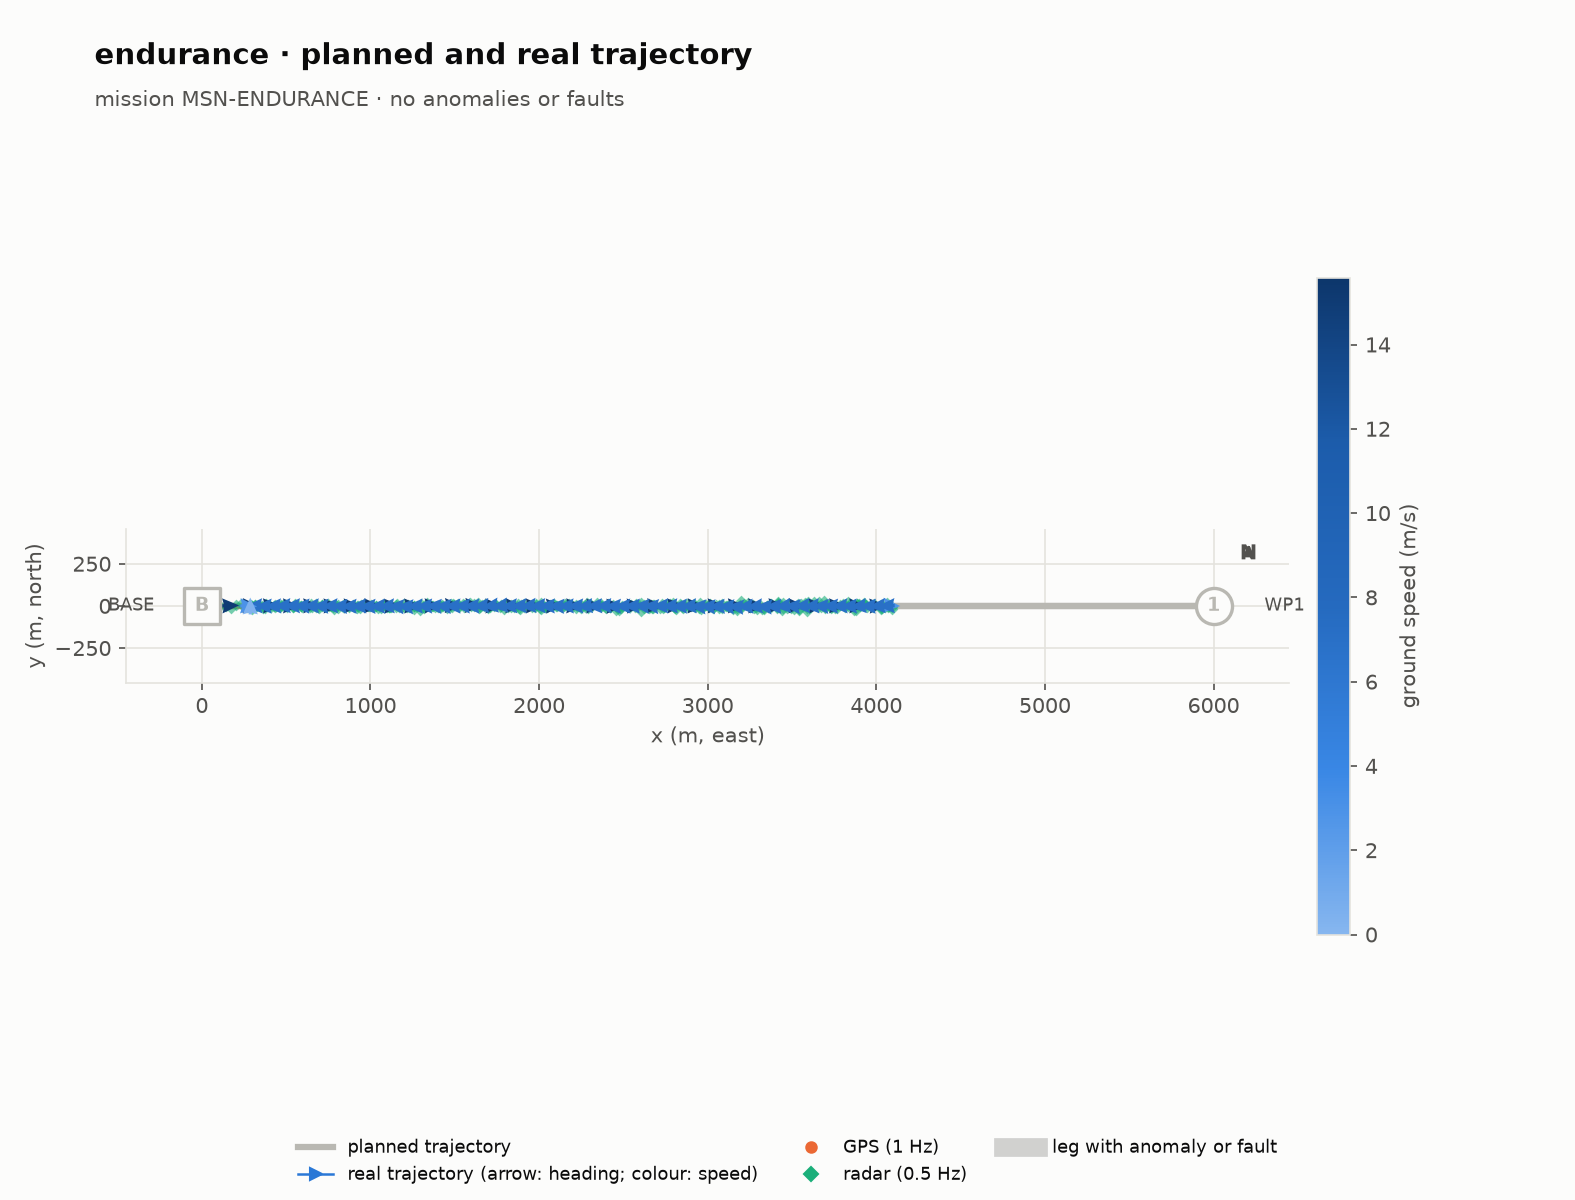 endurance · planned and real trajectory
mission MSN-ENDURANCE · no anomalies or faults
14
12
10
8
6
4
2
0
ground speed (m/s)
y (m, north)
250
0
−250
BASE
B
1
WP1
0
1000
2000
3000
4000
5000
6000
x (m, east)
planned trajectory
real trajectory (arrow: heading; colour: speed)
GPS (1 Hz)
radar (0.5 Hz)
leg with anomaly or fault